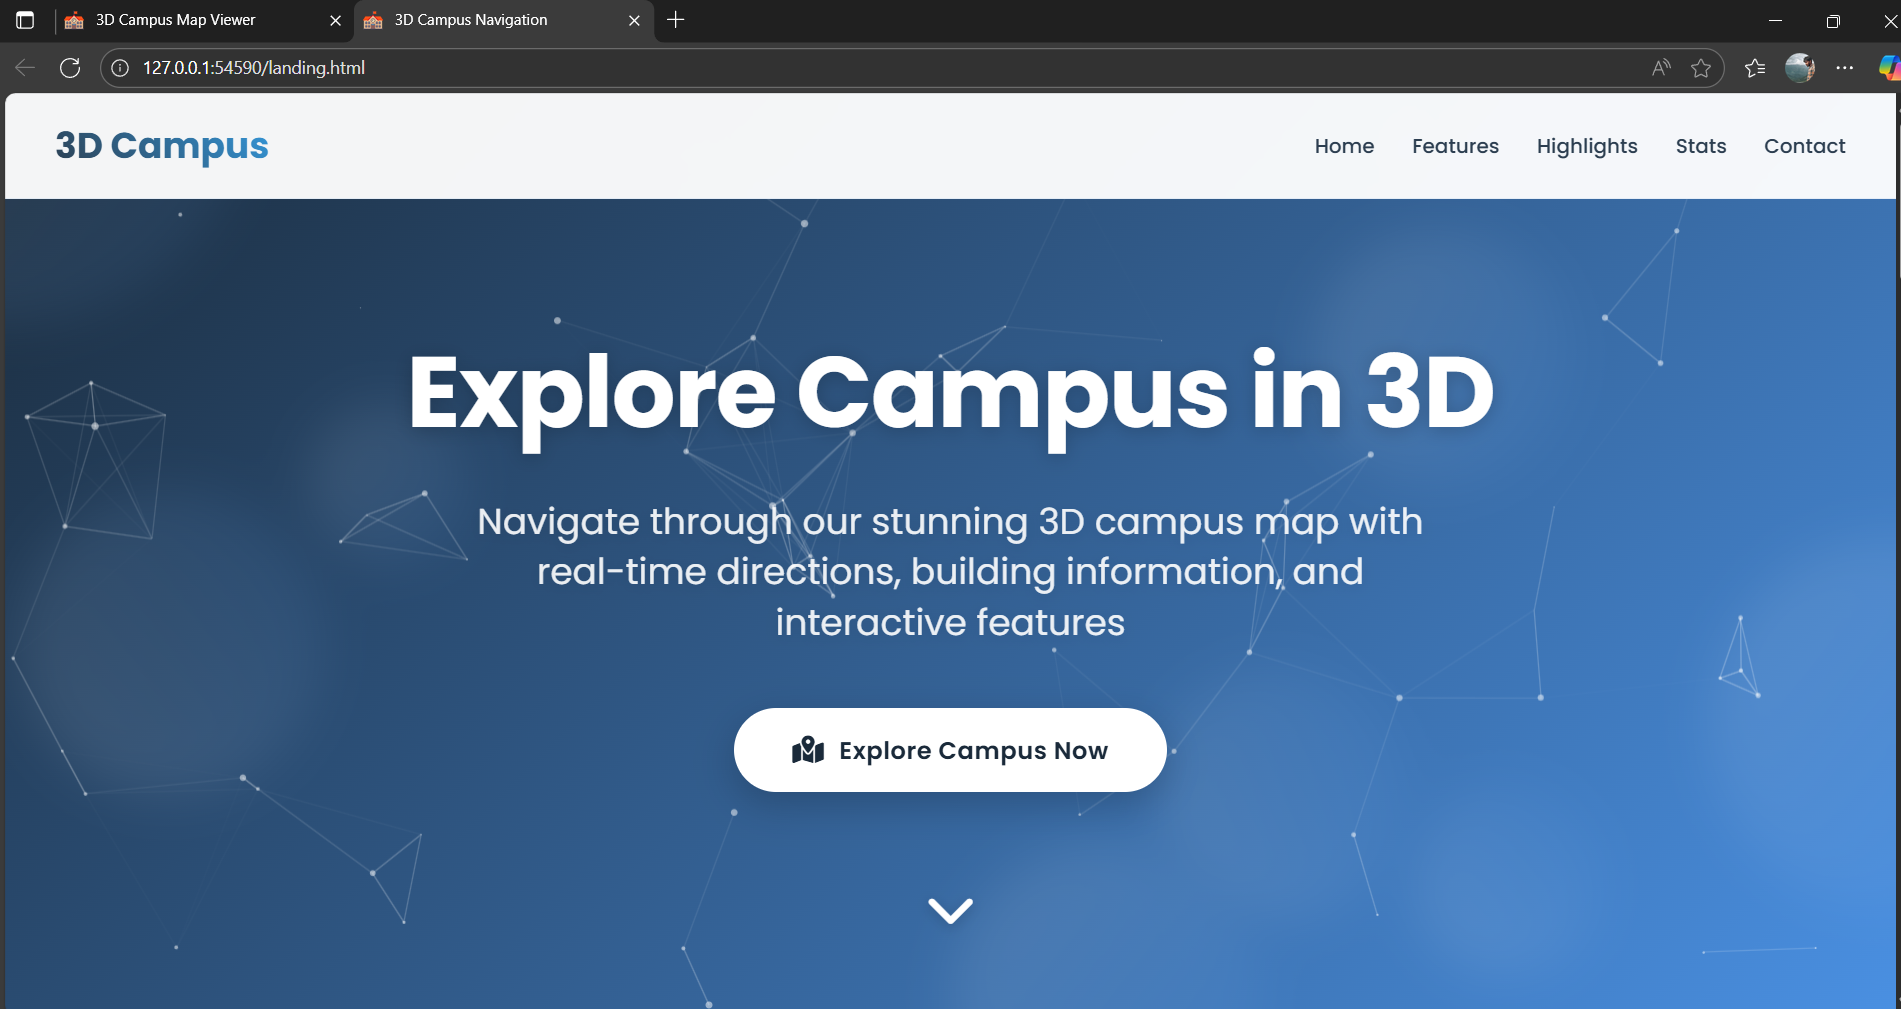 3D Campus Map Viewer
3D Campus Navigation
127.0.0.1:54590/landing.html
3D Campus
Home
Features
Highlights
Stats
Contact
Explore Campus in 3D
Navigate through our stunning 3D campus map with
real-time directions, building information, and
interactive features
Explore Campus Now